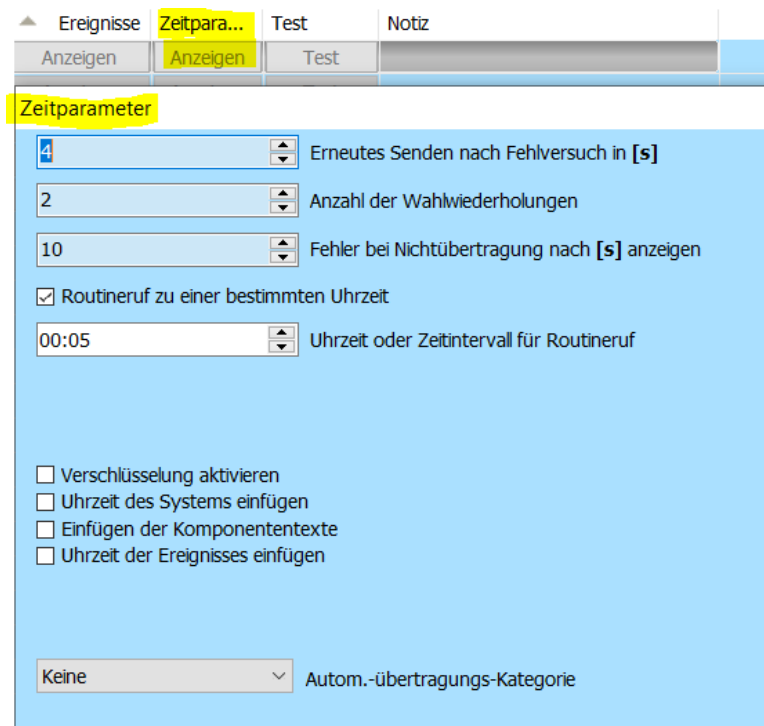 Ereignisse Zeitpara... Test Notiz
Anzeigen Anzeigen Test
Zeitparameter
4 Erneutes Senden nach Fehlversuch in [s]
2 Anzahl der Wahlwiederholungen
10 Fehler bei Nichtübertragung nach [s] anzeigen
Routineruf zu einer bestimmten Uhrzeit
00:05 Uhrzeit oder Zeitintervall für Routineruf
Verschlüsselung aktivieren
Uhrzeit des Systems einfügen
Einfügen der Komponententexte
Uhrzeit der Ereignisses einfügen
Keine Autom.-übertragungs-Kategorie